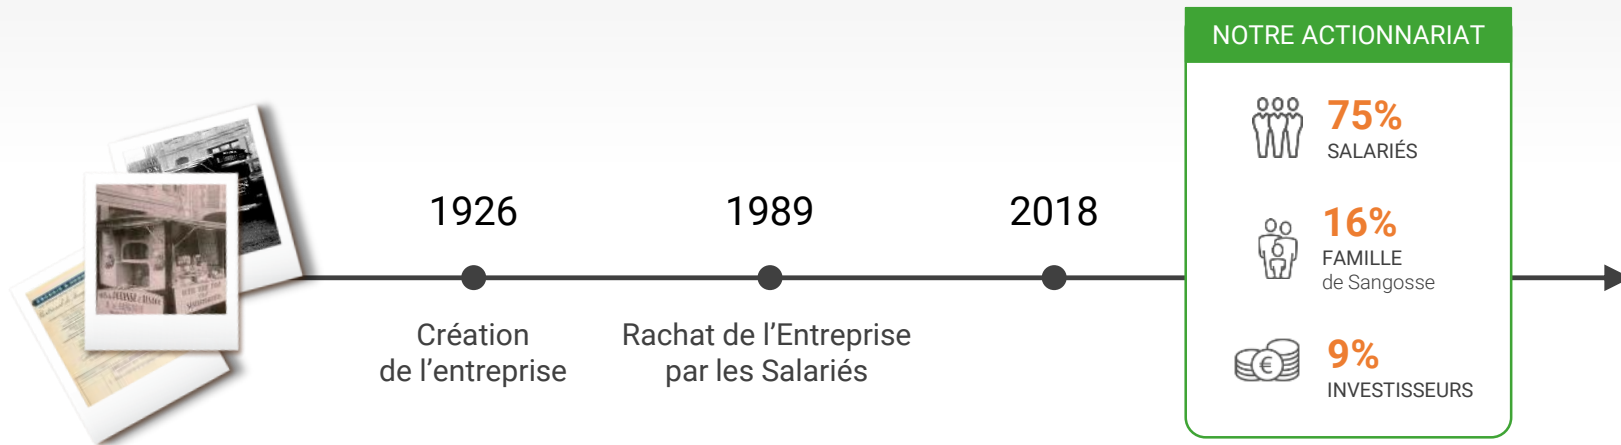 NOTRE ACTIONNARIAT
75%
SALARIÉS
16%
FAMILLE
de Sangosse
9%
INVESTISSEURS
1926
1989
2018
Création
de l’entreprise
Rachat de l’Entreprise
par les Salariés